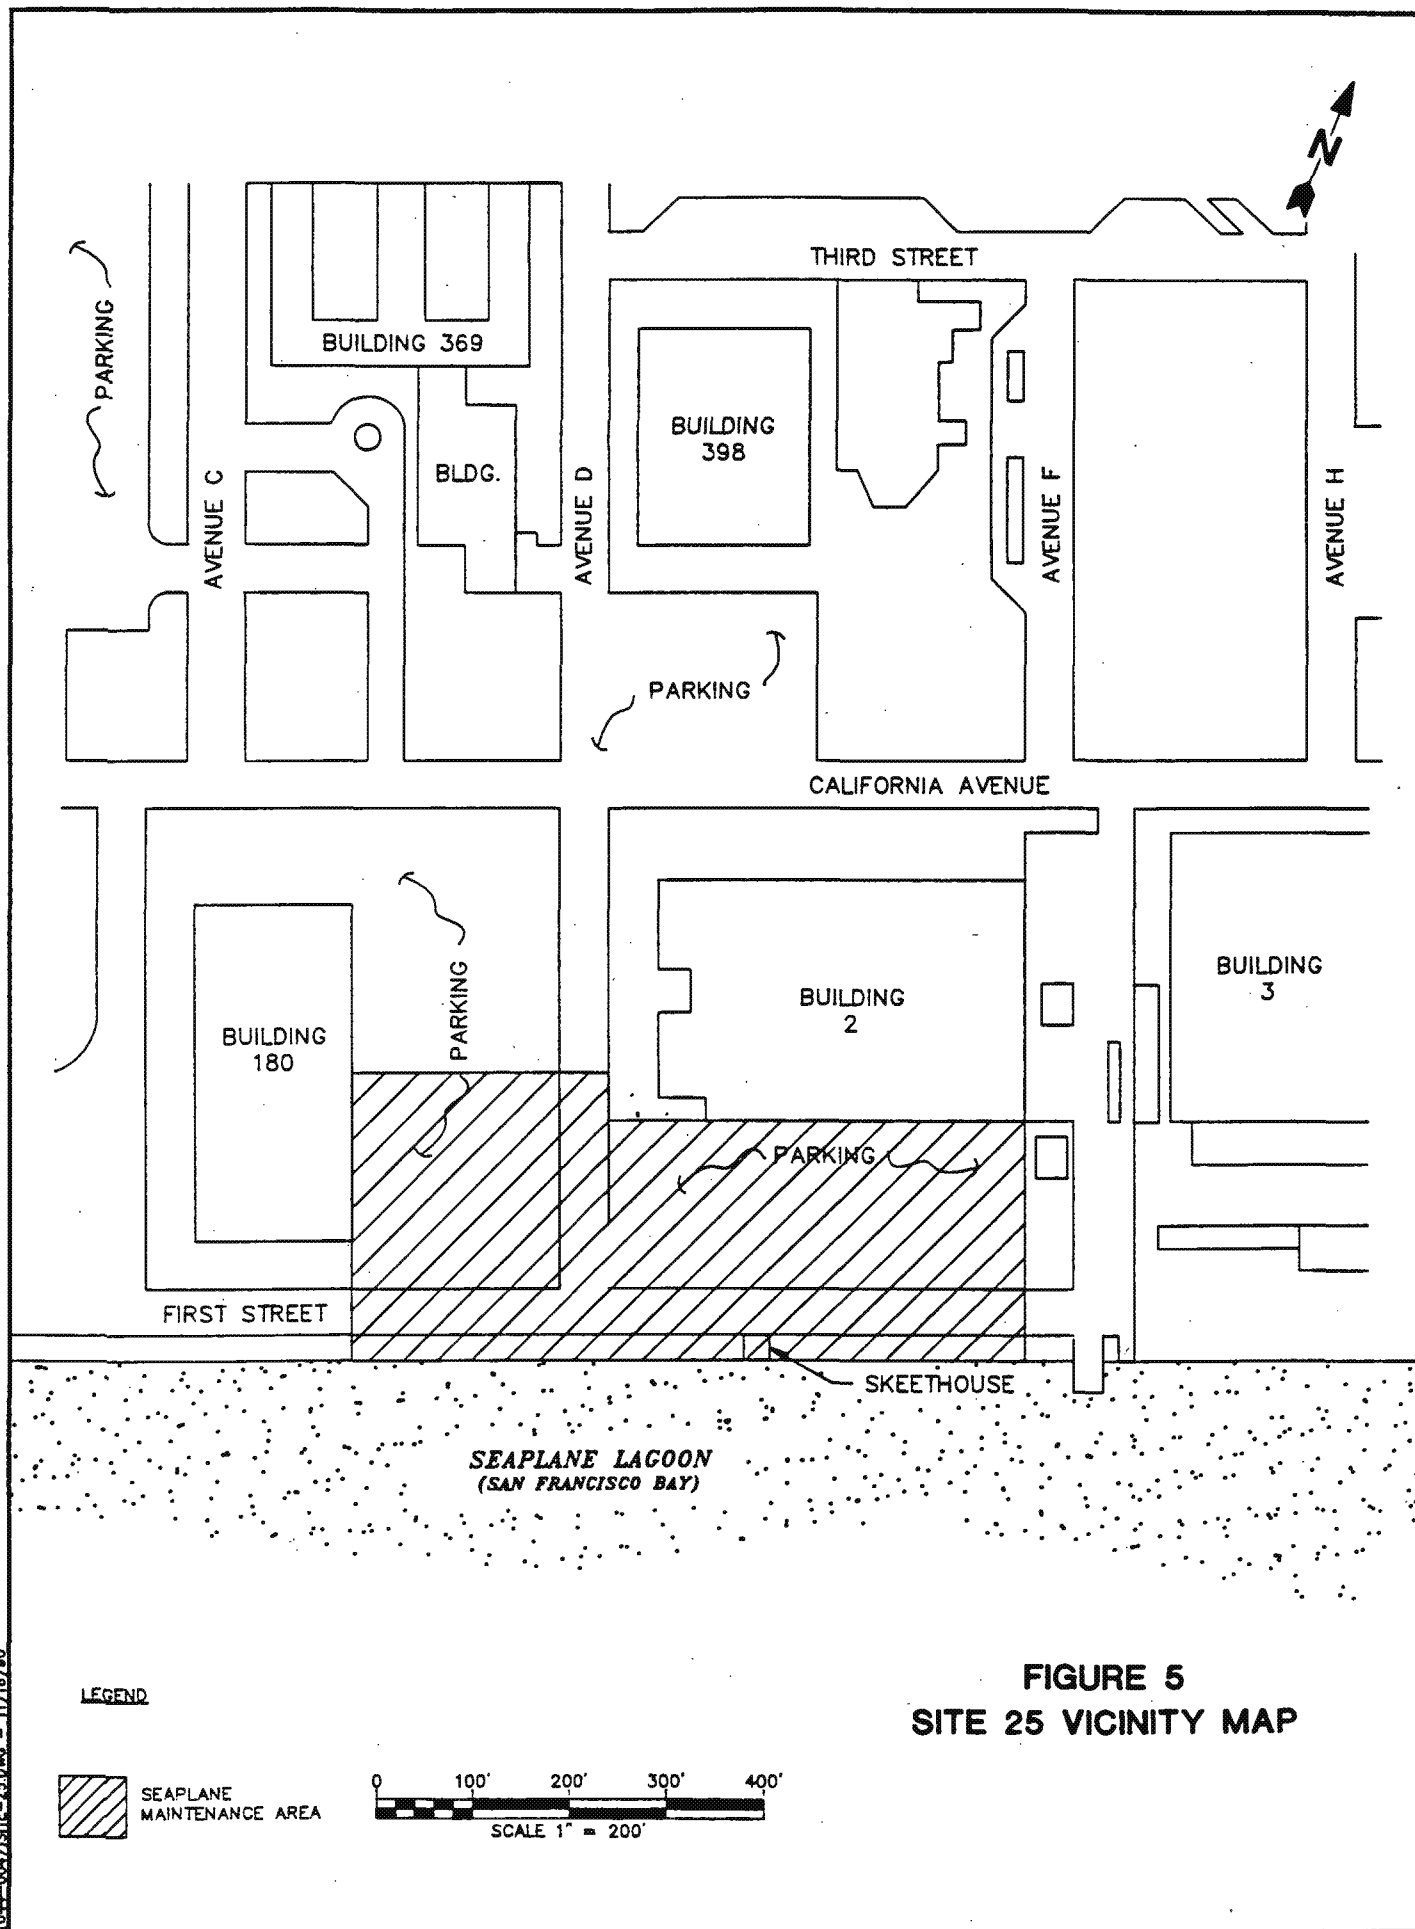 N
THIRD STREET
PARKING
BUILDING 369
BUILDING
398
BLDG.
AVENUE C
AVENUE D
AVENUE F
AVENUE H
PARKING
CALIFORNIA AVENUE
BUILDING
180
PARKING
BUILDING
2
BUILDING
3
PARKING
FIRST STREET
SKEETHOUSE
SEAPLANE LAGOON
(SAN FRANCISCO BAY)
FIGURE 5
SITE 25 VICINITY MAP
LEGEND
SEAPLANE
MAINTENANCE AREA
0 100' 200' 300' 400'
SCALE 1" = 200'